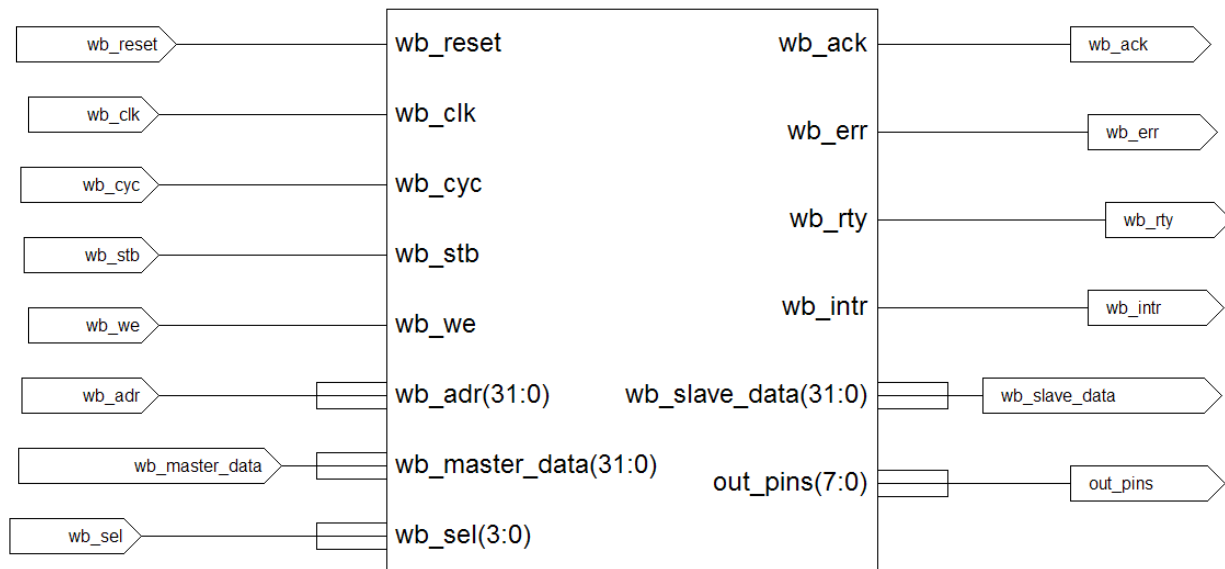 wb_reset wb_reset wb_ack wb_ack
wb_clk wb_clk
wb_err wb_err
wb_cyc wb_cyc
wb_rty wb_rty
wb_stb wb_stb
wb_intr wb_intr
wb_we wb_we
wb_adr wb_adr(31:0) wb_slave_data(31:0) wb_slave_data
wb_master_data wb_master_data(31:0)
out_pins(7:0) out_pins
wb_sel wb_sel(3:0)